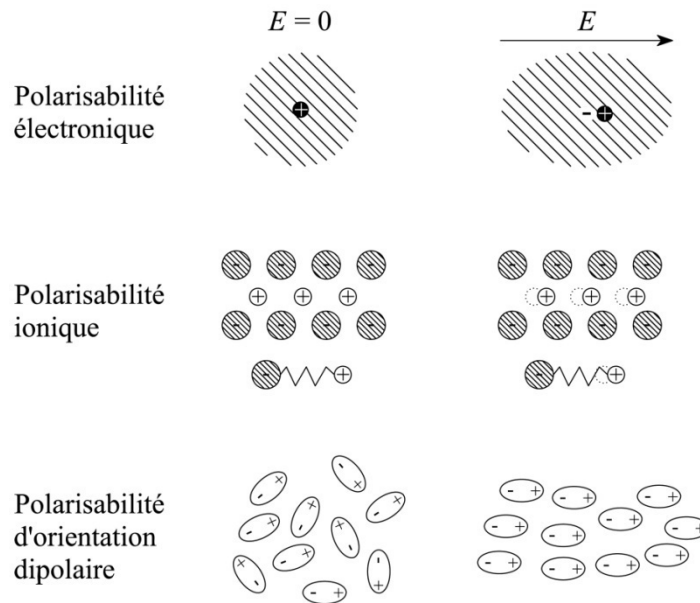 E = 0
E
Polarisabilité
électronique
Polarisabilité
ionique
Polarisabilité
d'orientation
dipolaire